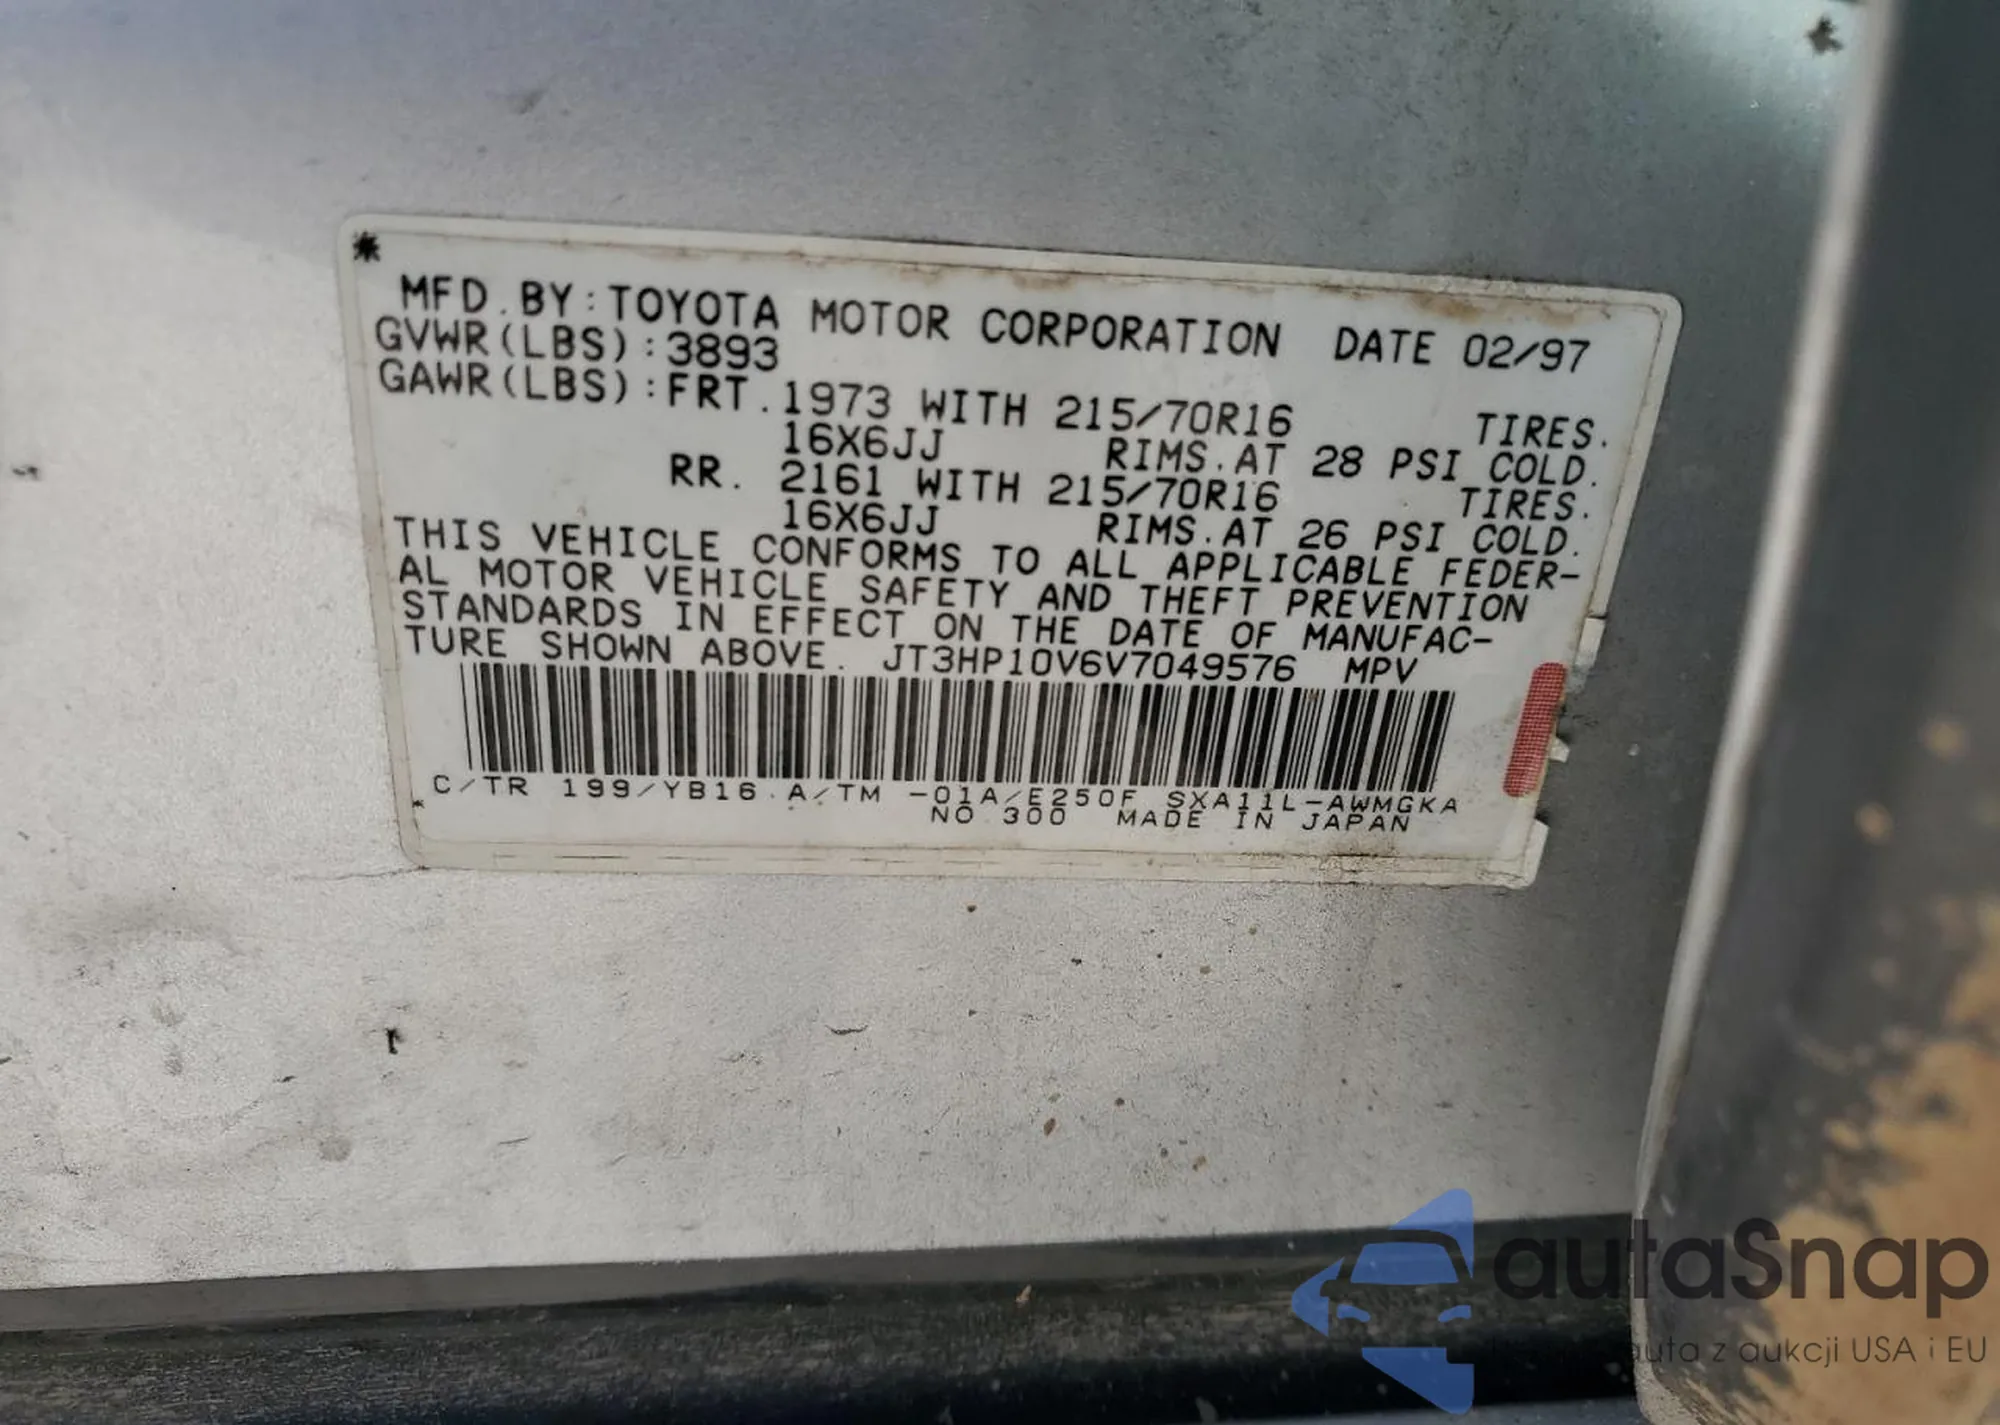 MFD. BY: TOYOTA MOTOR CORPORATION DATE 02/97
GVWR(LBS):3893
GAWR(LBS):FRT. 1973 WITH 215/70R16 TIRES.
16X6JJ RIMS. AT 28 PSI COLD.
RR. 2161 WITH 215/70R16 TIRES.
16X6JJ RIMS. AT 26 PSI COLD.
THIS VEHICLE CONFORMS TO ALL APPLICABLE FEDER-
AL MOTOR VEHICLE SAFETY AND THEFT PREVENTION
STANDARDS IN EFFECT ON THE DATE OF MANUFAC-
TURE SHOWN ABOVE. JT3HP10V6V7049576 MPV
C/TR 199/YB16 A/TM -01A/E250F SXA11L-AWMGKA
NO 300 MADE IN JAPAN
autaSnap
auta z aukcji USA i EU